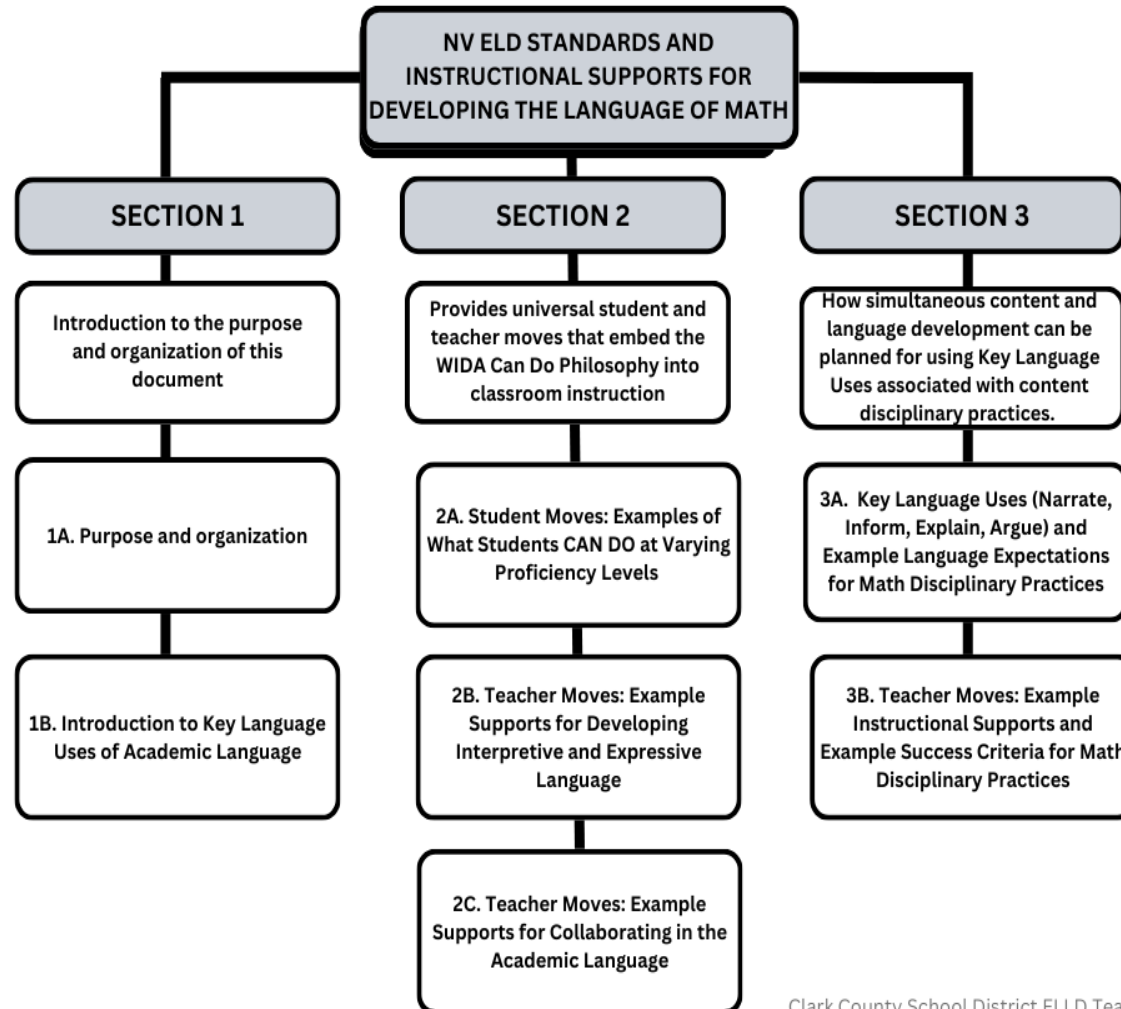 NV ELD STANDARDS AND
INSTRUCTIONAL SUPPORTS FOR
DEVELOPING THE LANGUAGE OF MATH
SECTION 1
Introduction to the purpose
and organization of this
document
1A. Purpose and organization
1B. Introduction to Key Language
Uses of Academic Language
SECTION 2
Provides universal student and
teacher moves that embed the
WIDA Can Do Philosophy into
classroom instruction
2A. Student Moves: Examples of
What Students CAN DO at Varying
Proficiency Levels
2B. Teacher Moves: Example
Supports for Developing
Interpretive and Expressive
Language
2C. Teacher Moves: Example
Supports for Collaborating in the
Academic Language
SECTION 3
How simultaneous content and
language development can be
planned for using Key Language
Uses associated with content
disciplinary practices.
3A. Key Language Uses (Narrate,
Inform, Explain, Argue) and
Example Language Expectations
for Math Disciplinary Practices
3B. Teacher Moves: Example
Instructional Supports and
Example Success Criteria for Math
Disciplinary Practices
Clark County School District ELLD